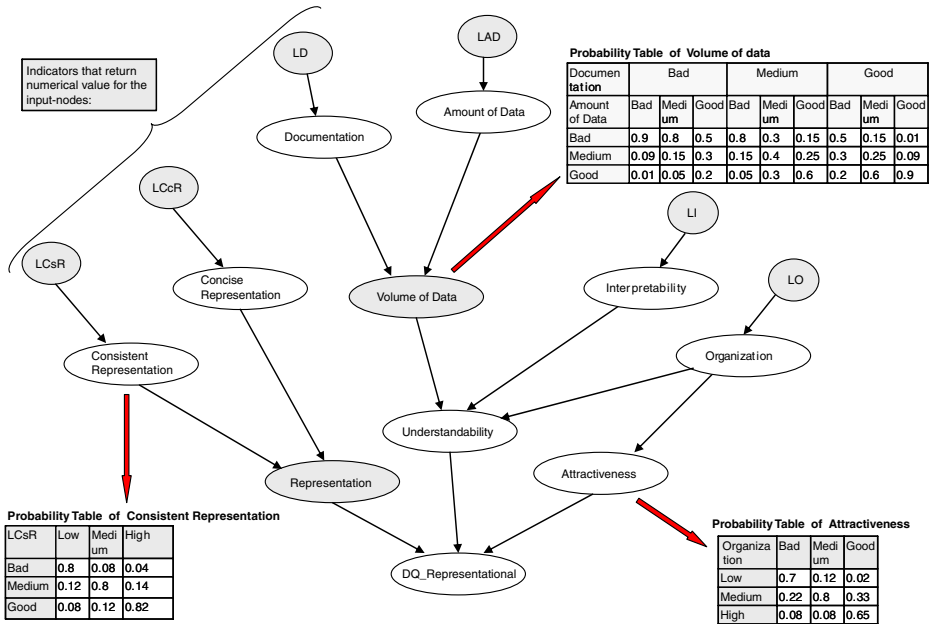 LD
LAD
Indicators that return
numerical value for the
input-nodes:
Documentation
Amount of Data
Probability Table of Volume of data
Documen
tation
Bad
Medium
Good
Amount
of Data
Bad
Medi
um
Good
Bad
Medi
um
Good
Bad
Medi
um
Good
Bad 0.9 0.8 0.5 0.8 0.3 0.15 0.5 0.15 0.01
Medium 0.09 0.15 0.3 0.15 0.4 0.25 0.3 0.25 0.09
Good 0.01 0.05 0.2 0.05 0.3 0.6 0.2 0.6 0.9
LCcR
LI
LCsR
LO
Concise
Representation
Volume of Data
Interpretability
Consistent
Representation
Organization
Understandability
Attractiveness
Representation
DQ_Representational
Probability Table of Consistent Representation
LCsR
Low
Medi
um
High
Bad 0.8 0.08 0.04
Medium 0.12 0.8 0.14
Good 0.08 0.12 0.82
Probability Table of Attractiveness
Organiza
tion
Bad
Medi
um
Good
Low 0.7 0.12 0.02
Medium 0.22 0.8 0.33
High 0.08 0.08 0.65